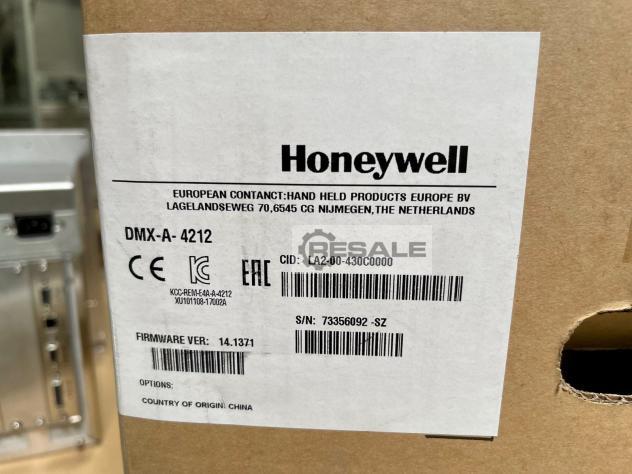 Honeywell
EUROPEAN CONTANCT:HAND HELD PRODUCTS EUROPE BV
LAGELANDSEWEG 70,6545 CG NIJMEGEN,THE NETHERLANDS
DMX-A- 4212
RESALE
CE
EAC
CID: LA2-00-430C0000
KCC-REM-E4A-A-4212
XU101108-17002A
S/N: 73356092 -SZ
FIRMWARE VER: 14.1371
OPTIONS:
COUNTRY OF ORIGIN: CHINA